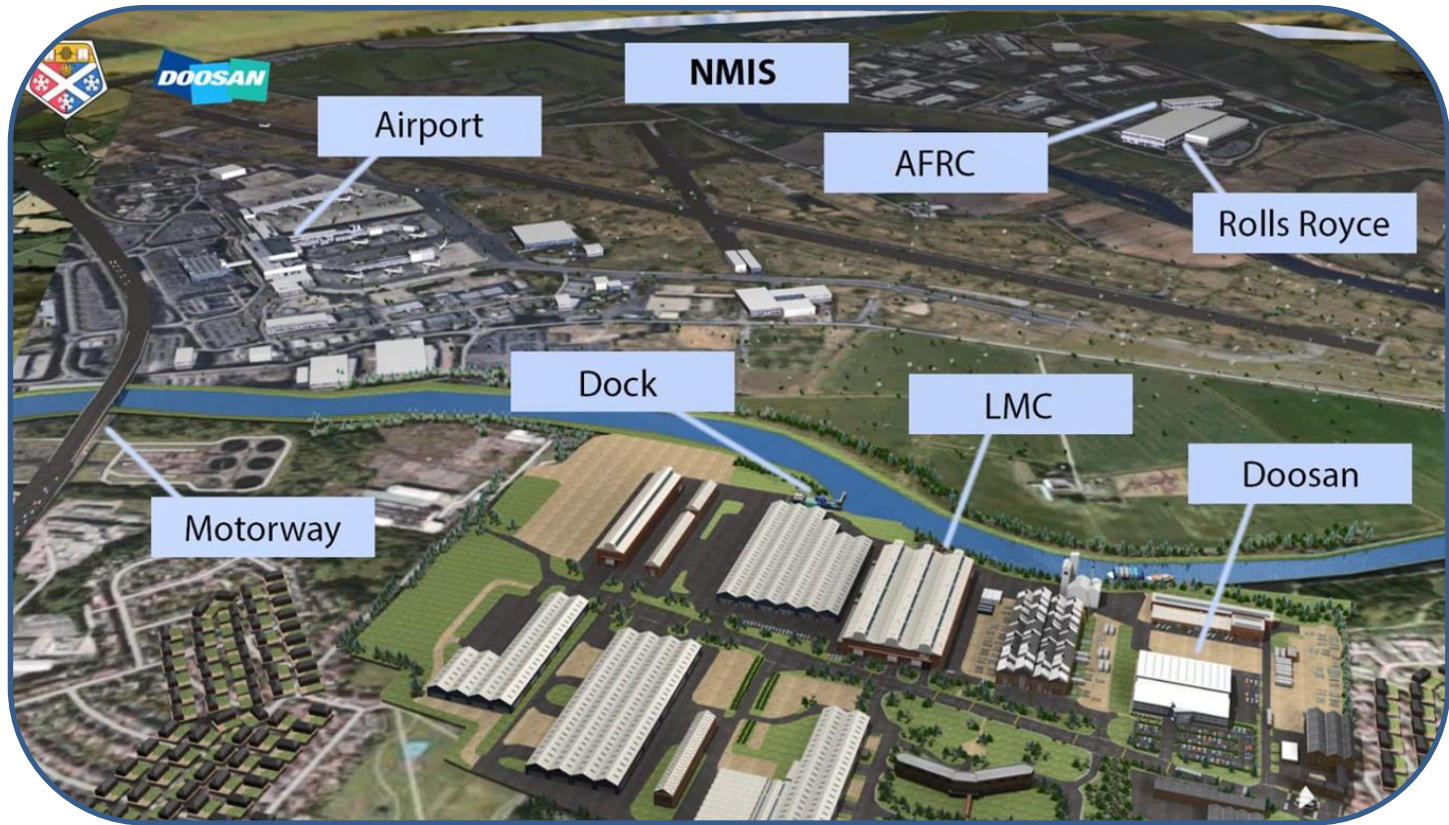 DOOSAN
NMIS
Airport
AFRC
Rolls Royce
Dock
LMC
Doosan
Motorway